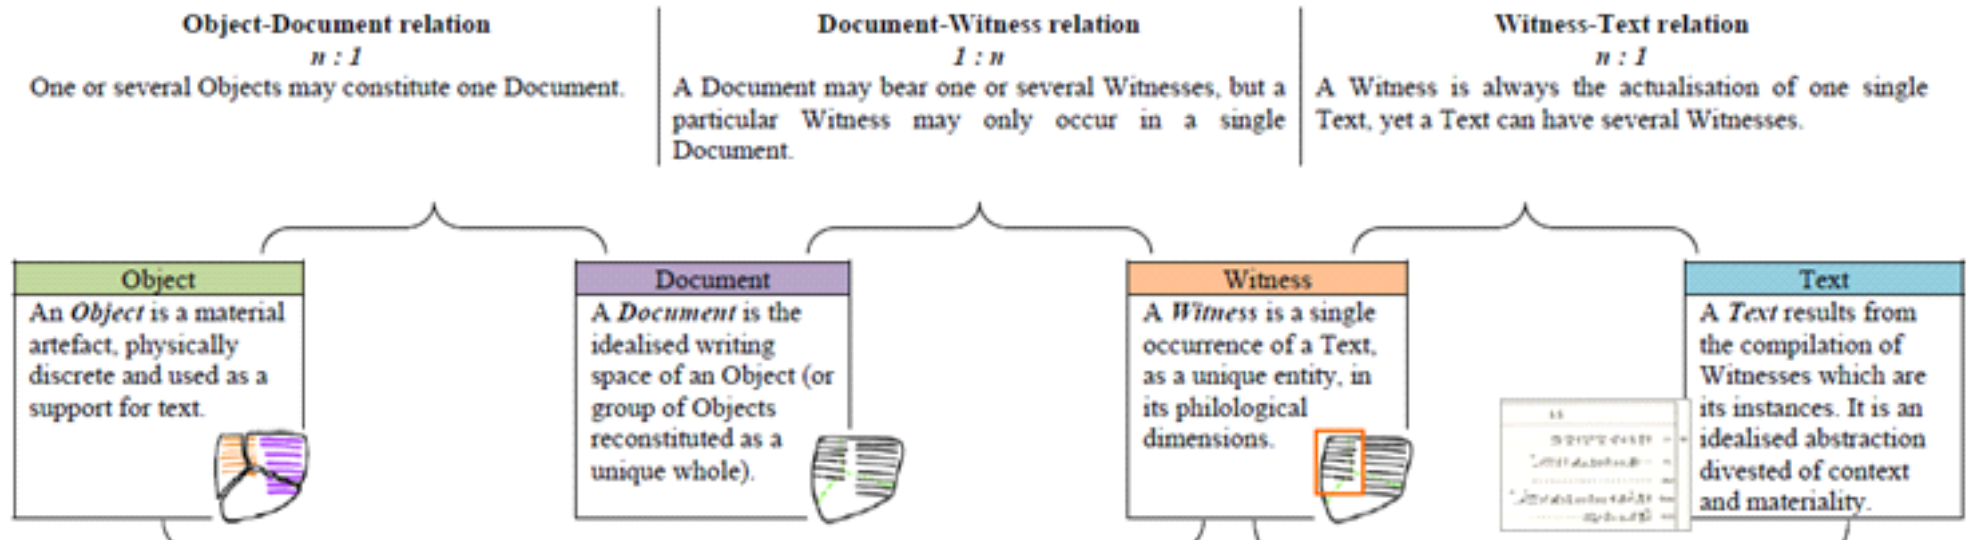 Object-Document relation
n : 1
One or several Objects may constitute one Document.
Document-Witness relation
1 : n
A Document may bear one or several Witnesses, but a
particular Witness may only occur in a single
Document.
Witness-Text relation
n : 1
A Witness is always the actualisation of one single
Text, yet a Text can have several Witnesses.
Object
An Object is a material
artefact, physically
discrete and used as a
support for text.
Document
A Document is the
idealised writing
space of an Object (or
group of Objects
reconstituted as a
unique whole).
Witness
A Witness is a single
occurrence of a Text,
as a unique entity, in
its philological
dimensions.
Text
A Text results from
the compilation of
Witnesses which are
its instances. It is an
idealised abstraction
divested of context
and materiality.